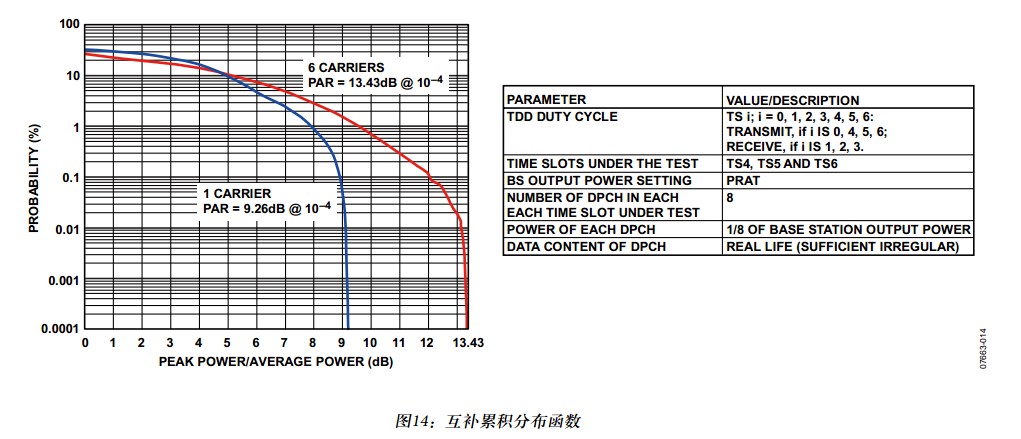 100
10
1
0.1
0.01
0.001
0.0001
PROBABILITY (%)
6 CARRIERS
PAR = 13.43dB @ 10⁻⁴
1 CARRIER
PAR = 9.26dB @ 10⁻⁴
0 1 2 3 4 5 6 7 8 9 10 11 12 13.43
PEAK POWER/AVERAGE POWER (dB)
PARAMETER VALUE/DESCRIPTION
TDD DUTY CYCLE TS i; i = 0, 1, 2, 3, 4, 5, 6:
TRANSMIT, if i IS 0, 4, 5, 6;
RECEIVE, if i IS 1, 2, 3.
TIME SLOTS UNDER THE TEST TS4, TS5 AND TS6
BS OUTPUT POWER SETTING PRAT
NUMBER OF DPCH IN EACH 8
EACH TIME SLOT UNDER TEST
POWER OF EACH DPCH 1/8 OF BASE STATION OUTPUT POWER
DATA CONTENT OF DPCH REAL LIFE (SUFFICIENT IRREGULAR)
07663-014
图14：互补累积分布函数